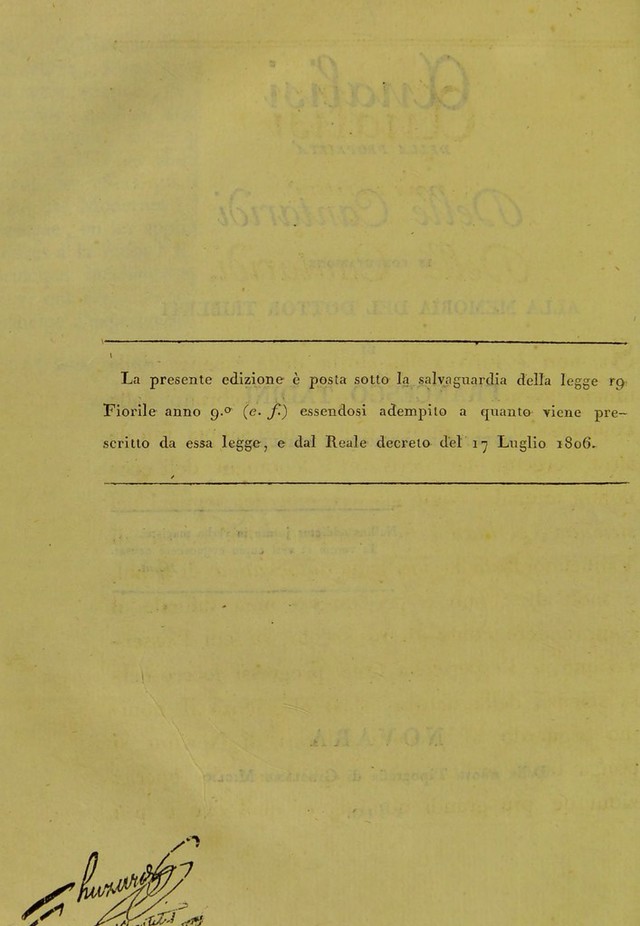 La presente edizione è posta sotto la salvaguardia della legge 19
Fiorile anno 9.º (e. f.) essendosi adempito a quanto viene pre-
scritto da essa legge, e dal Reale decreto del 17 Luglio 1806.